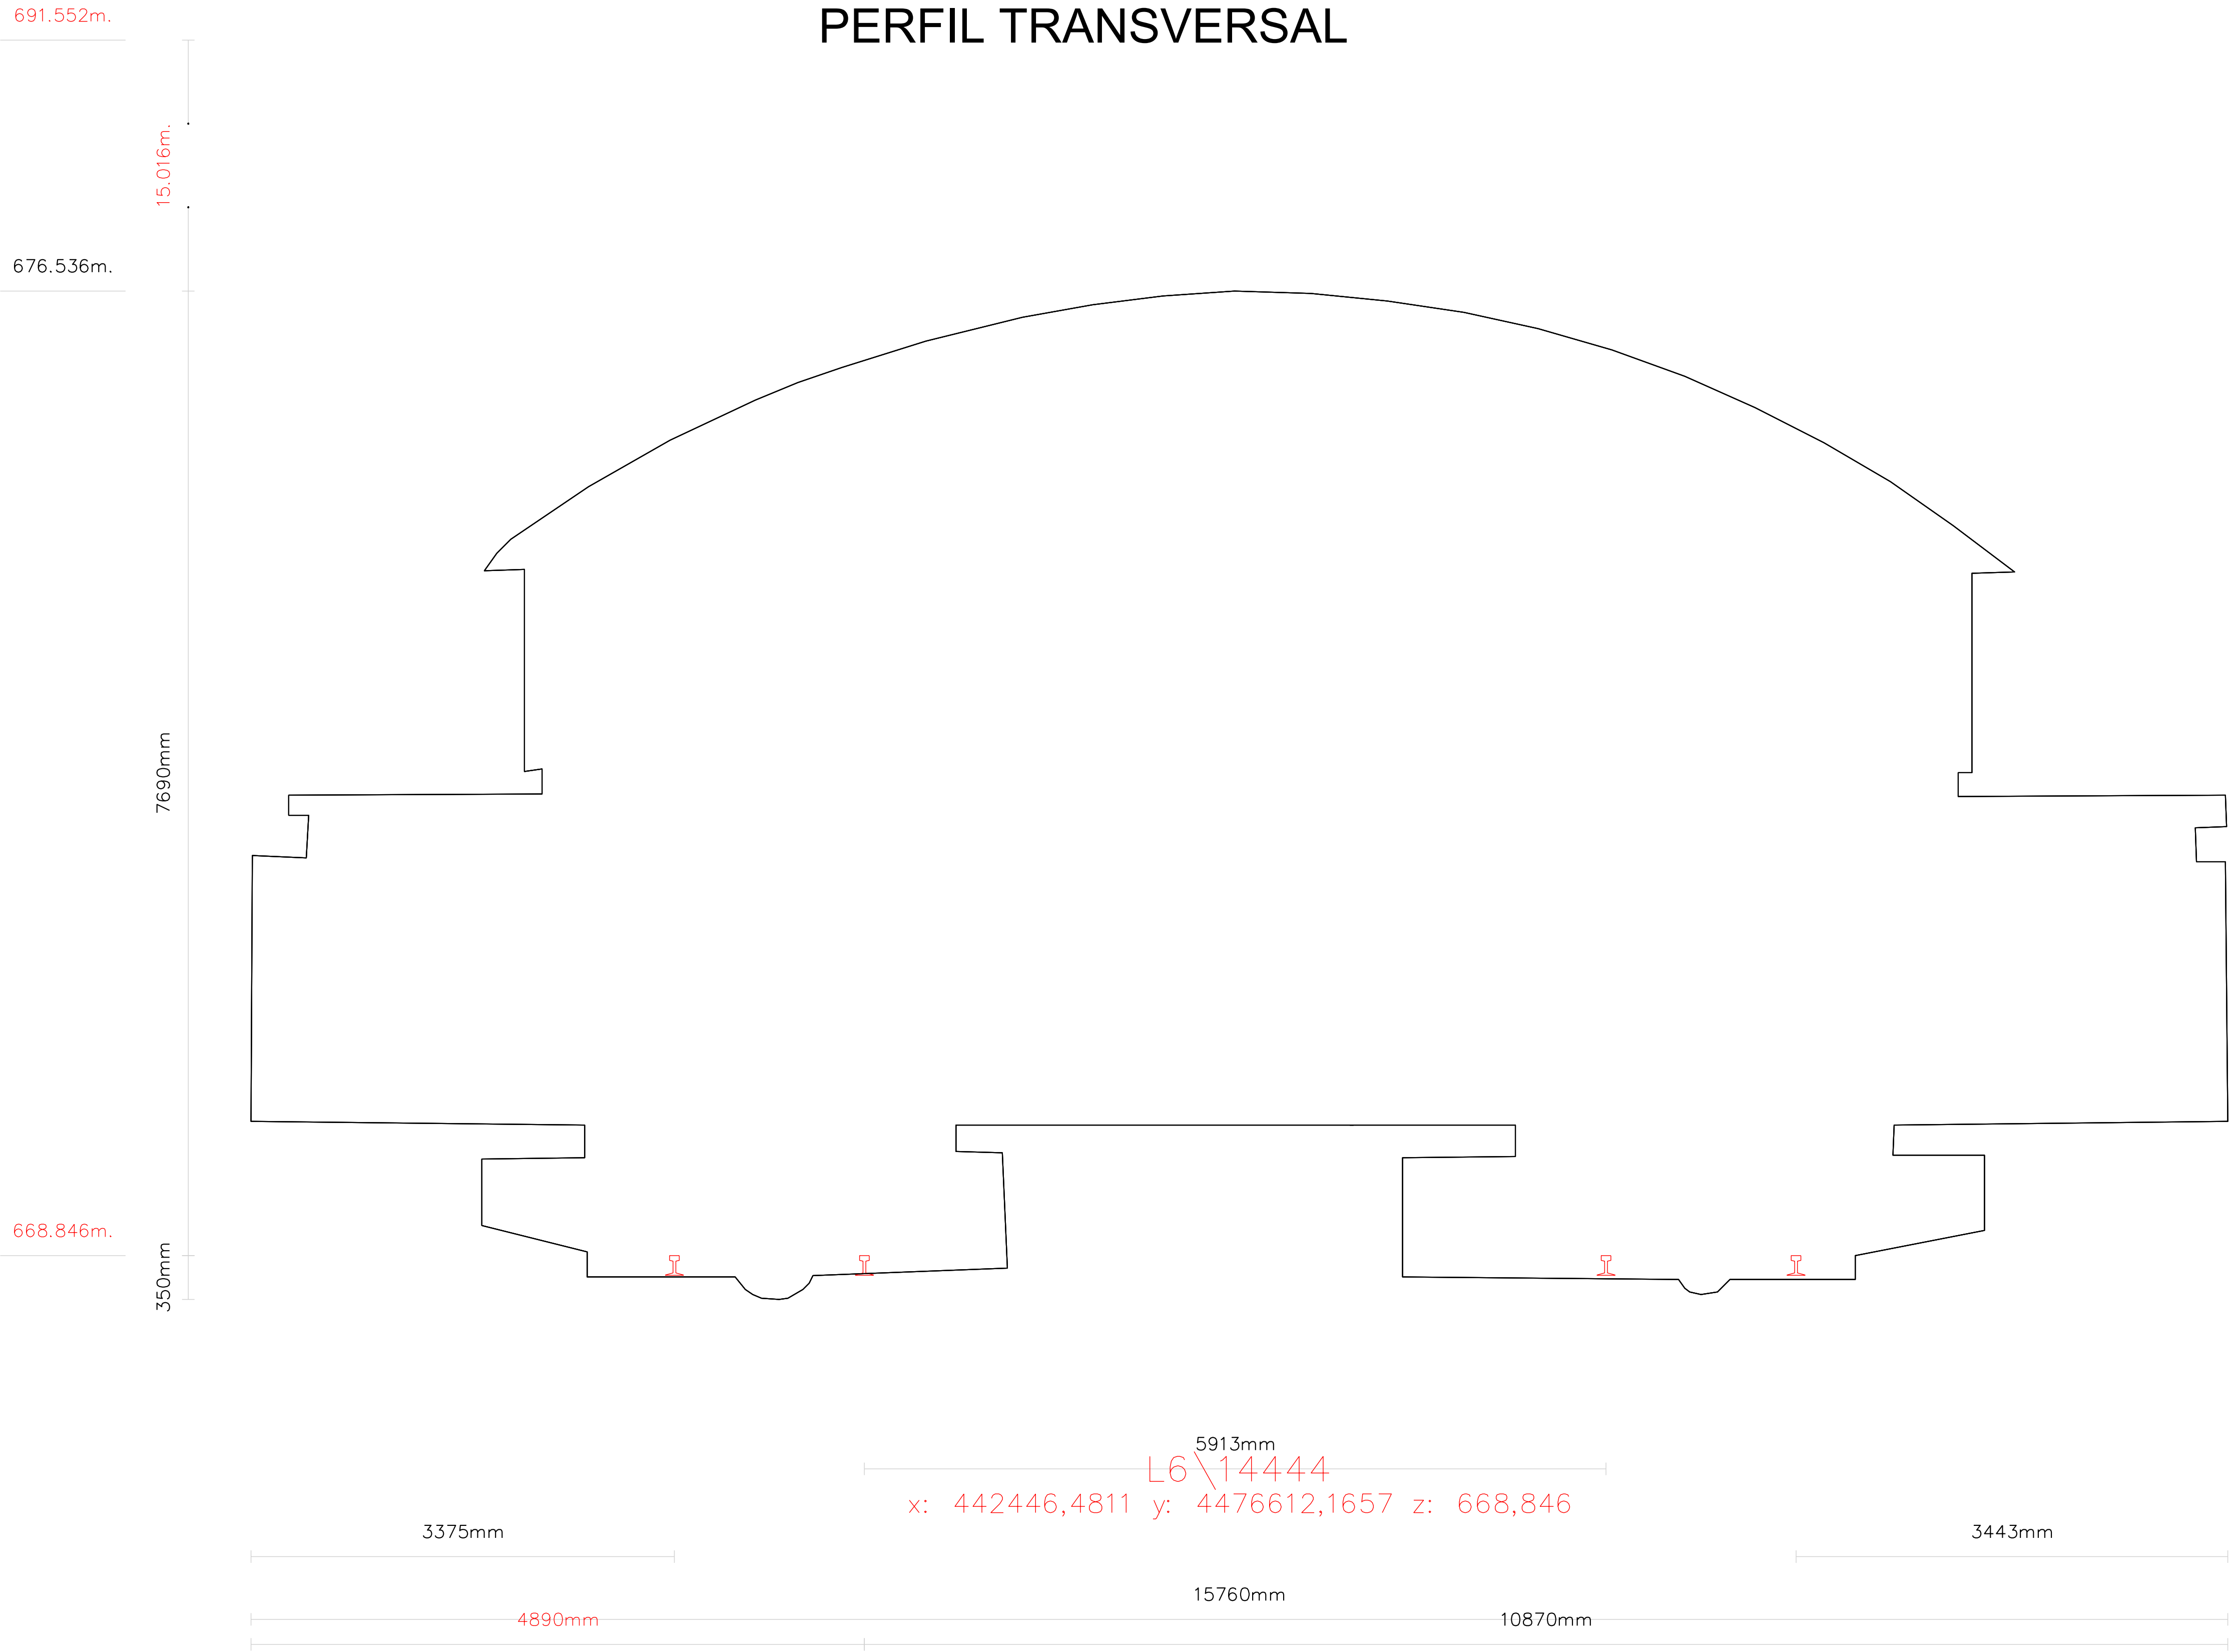 691.552m.
PERFIL TRANSVERSAL
15.016m.
676.536m.
7690mm
668.846m.
350mm
5913mm
L6\14444
x: 442446,4811 y: 4476612,1657 z: 668,846
3375mm
3443mm
15760mm
4890mm
10870mm